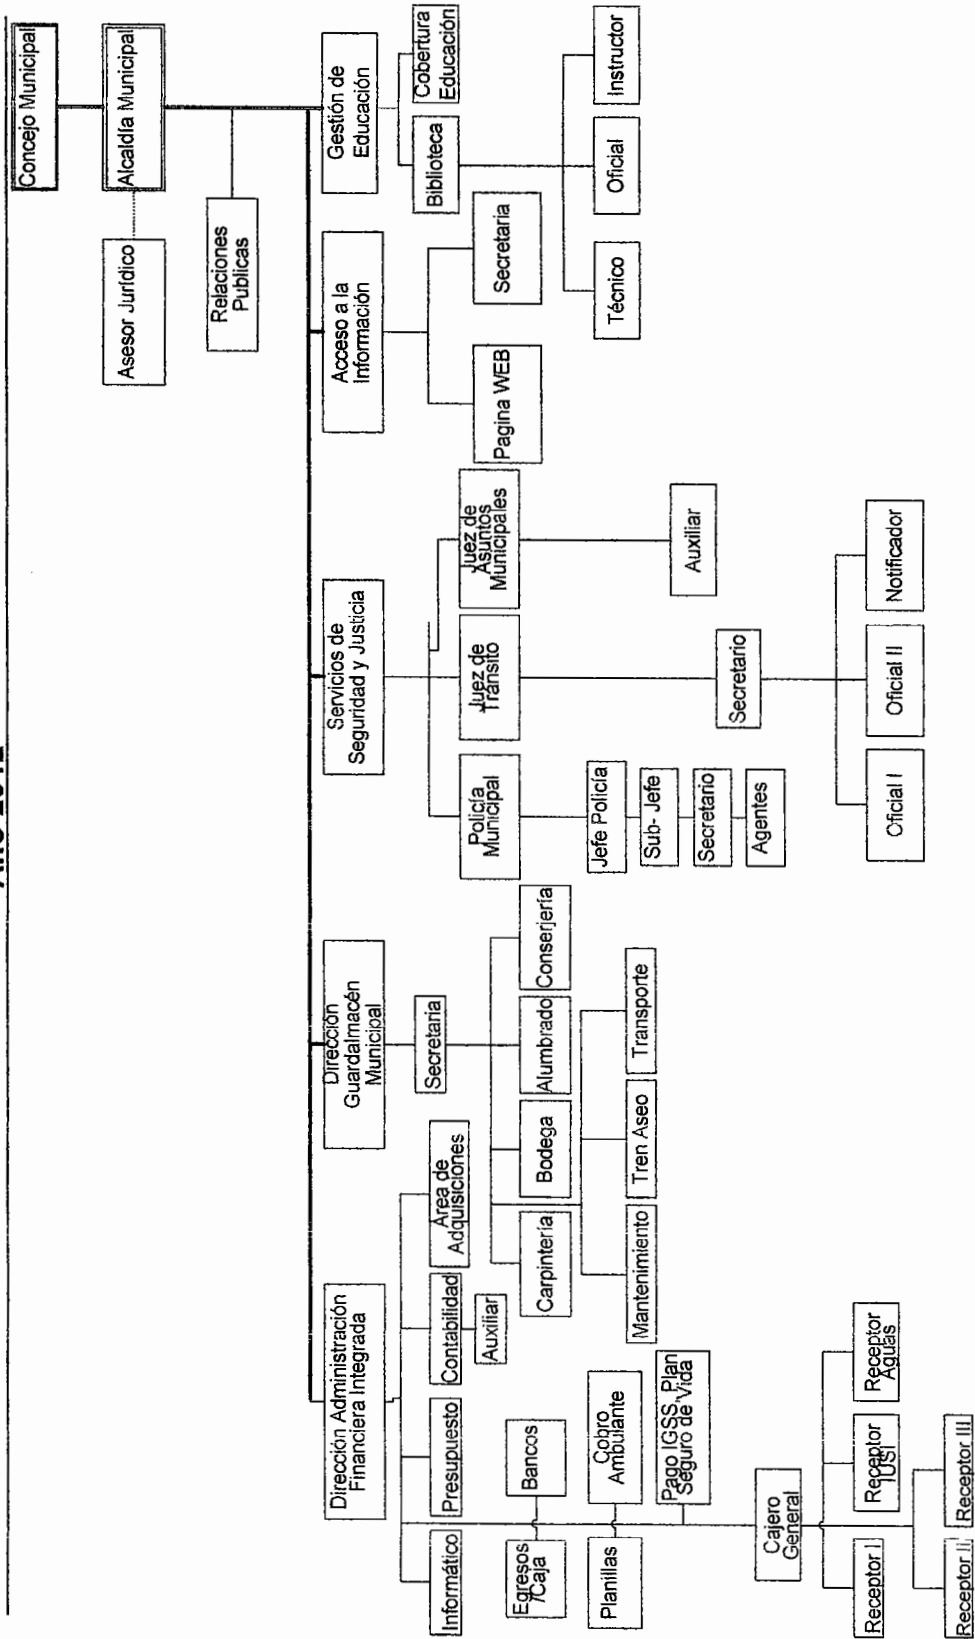 Concejo Municipal
Alcaldía Municipal
Asesor Jurídico
Relaciones
Publicas
Dirección Administración
Financiera Integrada
Dirección
Guardalmacén
Municipal
Servicios de
Seguridad y Justicia
Acceso a la
Información
Gestión de
Educación
Informático
Presupuesto
Contabilidad
Auxiliar
Area de
Adquisiciones
Egresos
/Caja
Bancos
Planillas
Cobro
Ambulante
Pago IGSS, Plan
Seguro de Vida
Cajero
General
Receptor I
Receptor
IUSI
Receptor
Aguas
Receptor II
Receptor III
Secretaria
Carpintería
Bodega
Alumbrado
Conserjería
Mantenimiento
Tren Aseo
Transporte
Policía
Municipal
Juez de
Tránsito
Juez de
Asuntos
Municipales
Jefe Policía
Sub- Jefe
Secretario
Agentes
Secretario
Auxiliar
Oficial I
Oficial II
Notificador
Pagina WEB
Secretaria
Biblioteca
Cobertura
Educación
Técnico
Oficial
Instructor